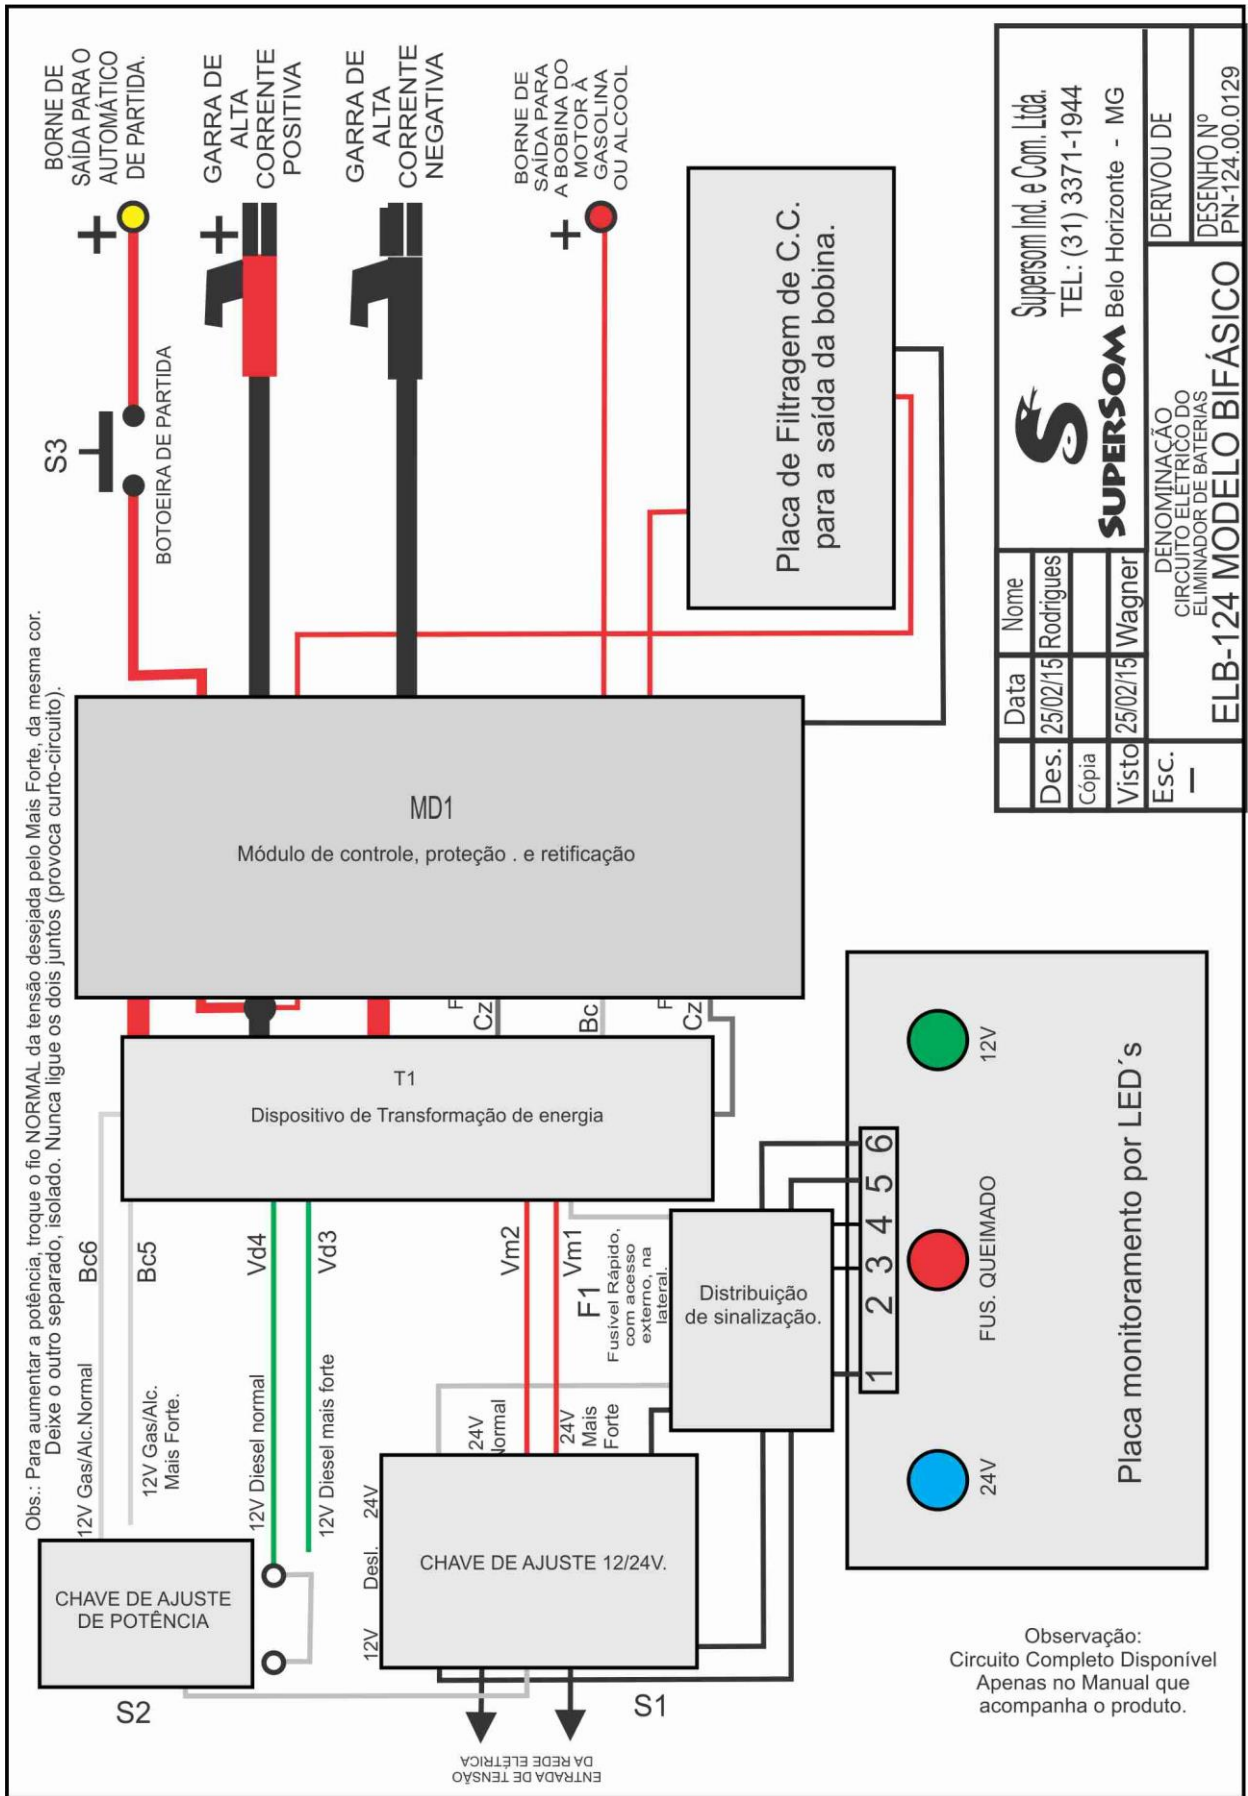 Obs.: Para aumentar a potência, troque o fio NORMAL da tensão desejada pelo Mais Forte, da mesma cor.
Deixe o outro separado, isolado. Nunca ligue os dois juntos (provoca curto-circuito).
BORNE DE
SAÍDA PARA O
AUTOMÁTICO
DE PARTIDA.
+
GARRA DE
ALTA
CORRENTE
POSITIVA
+
GARRA DE
ALTA
CORRENTE
NEGATIVA
BORNE DE
SAÍDA PARA
A BOBINA DO
MOTOR À
GASOLINA
OU ALCOOL
+
S3
BOTOEIRA DE PARTIDA
Placa de Filtragem de C.C.
para a saída da bobina.
MD1
Módulo de controle, proteção . e retificação
Cz
Bc
Cz
T1
Dispositivo de Transformação de energia
Bc6
Bc5
Vd4
Vd3
Vm2
Vm1
12V Gas/Alc.Normal
12V Gas/Alc.
Mais Forte.
12V Diesel normal
12V Diesel mais forte
24V
24V
Mais
Forte
F1
Fusível Rápido,
com acesso
externo, na
lateral.
Distribuição
de sinalização.
CHAVE DE AJUSTE
DE POTÊNCIA
S2
12V
Desl.
24V
CHAVE DE AJUSTE 12/24V.
S1
ENTRADA DE TENSÃO
DA REDE ELÉTRICA
1 2 3 4 5 6
24V
FUS. QUEIMADO
12V
Placa monitoramento por LED´s
Observação:
Circuito Completo Disponível
Apenas no Manual que
acompanha o produto.
Data
Nome
Des.
25/02/15
Rodrigues
Cópia
Visto
25/02/15
Wagner
Supersom Ind. e Com. Ltda.
TEL: (31) 3371-1944
SUPERSOM
Belo Horizonte - MG
Esc.
–
DENOMINAÇÃO
CIRCUITO ELÉTRICO DO
ELIMINADOR DE BATERIAS
ELB-124 MODELO BIFÁSICO
DERIVOU DE
DESENHO Nº
PN-124.00.0129